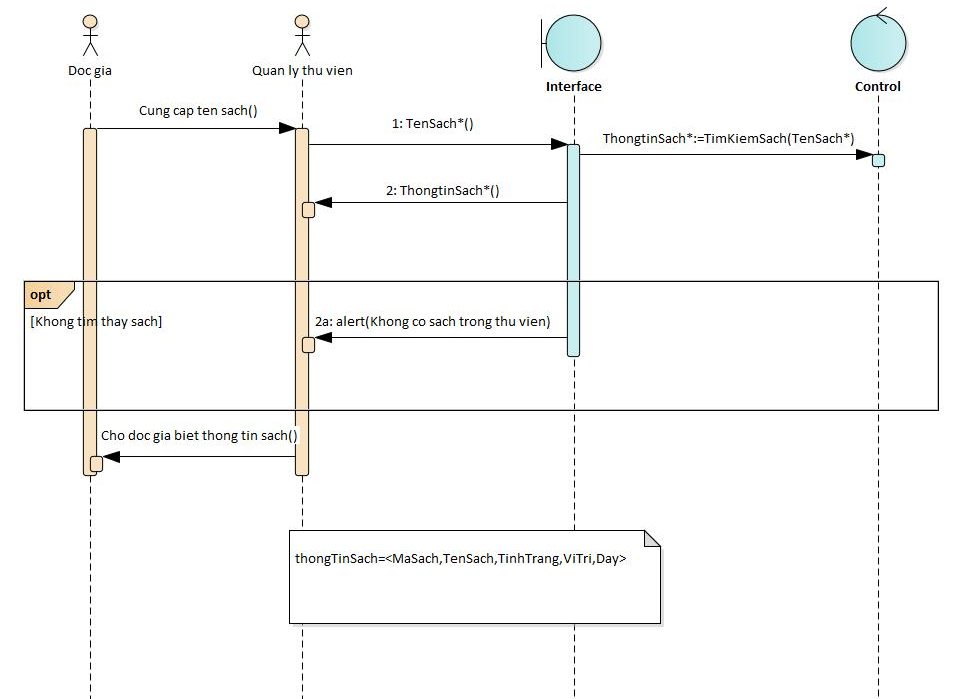 Doc gia
Quan ly thu vien
Interface
Control
Cung cap ten sach()
1: TenSach*()
ThongtinSach*:=TimKiemSach(TenSach*)
2: ThongtinSach*()
opt
[Khong tim thay sach]
2a: alert(Khong co sach trong thu vien)
Cho doc gia biet thong tin sach()
thongTinSach=<MaSach,TenSach,TinhTrang,ViTri,Day>